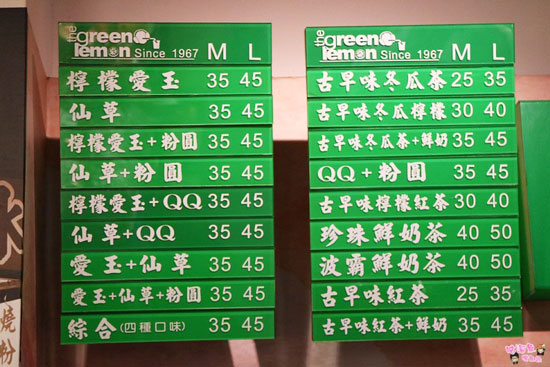 the green lemon Since 1967 M L
檸檬愛玉 35 45
仙草 35 45
檸檬愛玉+粉圓 35 45
仙草+粉圓 35 45
檸檬愛玉+QQ 35 45
仙草+QQ 35 45
愛玉+仙草 35 45
愛玉+仙草+粉圓 35 45
綜合(四種口味) 35 45
the green lemon Since 1967 M L
古早味冬瓜茶 25 35
古早味冬瓜檸檬 30 40
古早味冬瓜茶+鮮奶 35 45
QQ+粉圓 35 45
古早味檸檬紅茶 30 40
珍珠鮮奶茶 40 50
波霸鮮奶茶 40 50
古早味紅茶 25 35
古早味紅茶+鮮奶 35 45
燒
粉